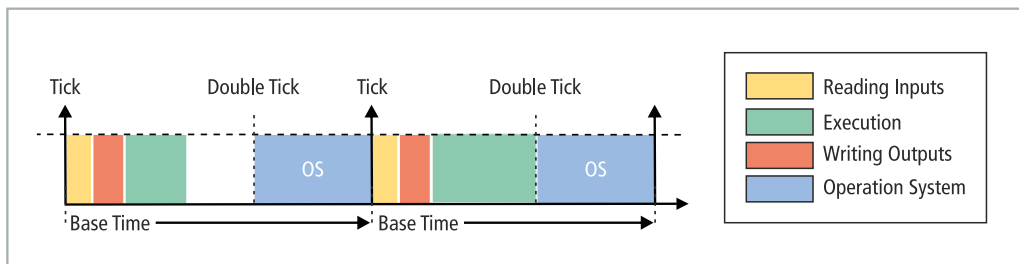 Tick Double Tick Tick Double Tick
OS OS
Base Time Base Time
Reading Inputs
Execution
Writing Outputs
Operation System